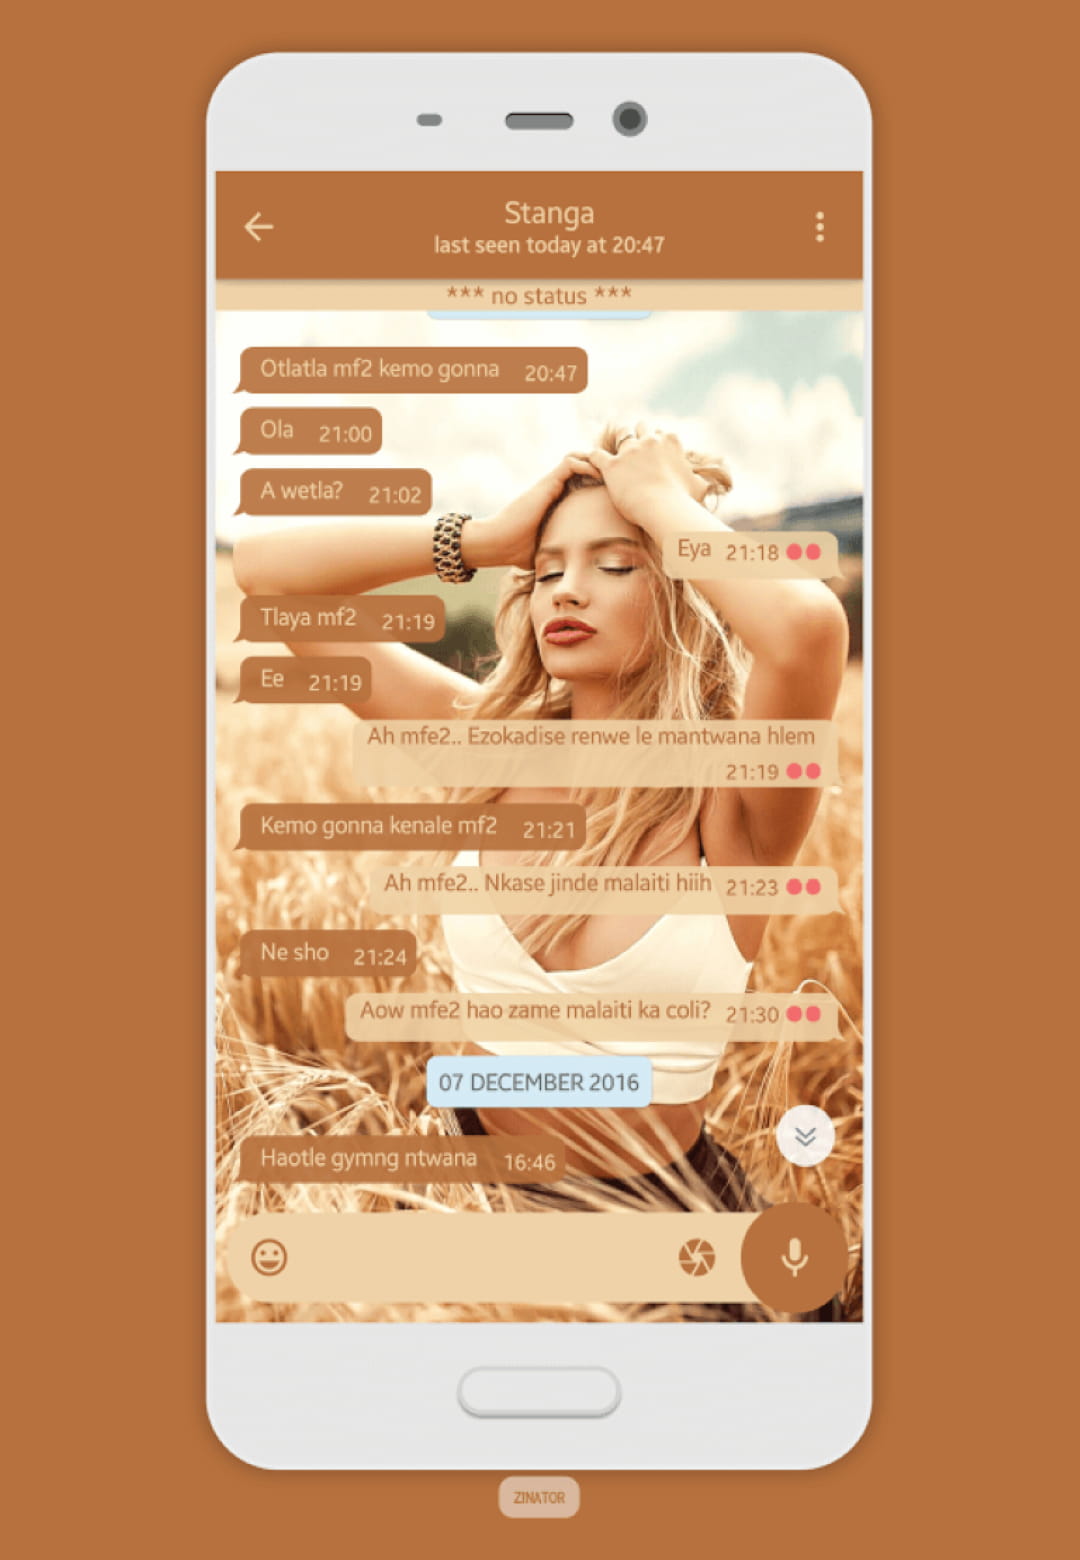 Stanga
last seen today at 20:47
*** no status ***
Otlatla mf2 kemo gonna 20:47
Ola 21:00
A wetla? 21:02
Eya 21:18
Tlaya mf2 21:19
Ee 21:19
Ah mfe2.. Ezokadise renwe le mantwana hlem
21:19
Kemo gonna kenale mf2 21:21
Ah mfe2.. Nkase jinde malaiti hiih 21:23
Ne sho 21:24
Aow mfe2 hao zame malaiti ka coli? 21:30
07 DECEMBER 2016
Haotle gymng ntwana 16:46
ZINATOR